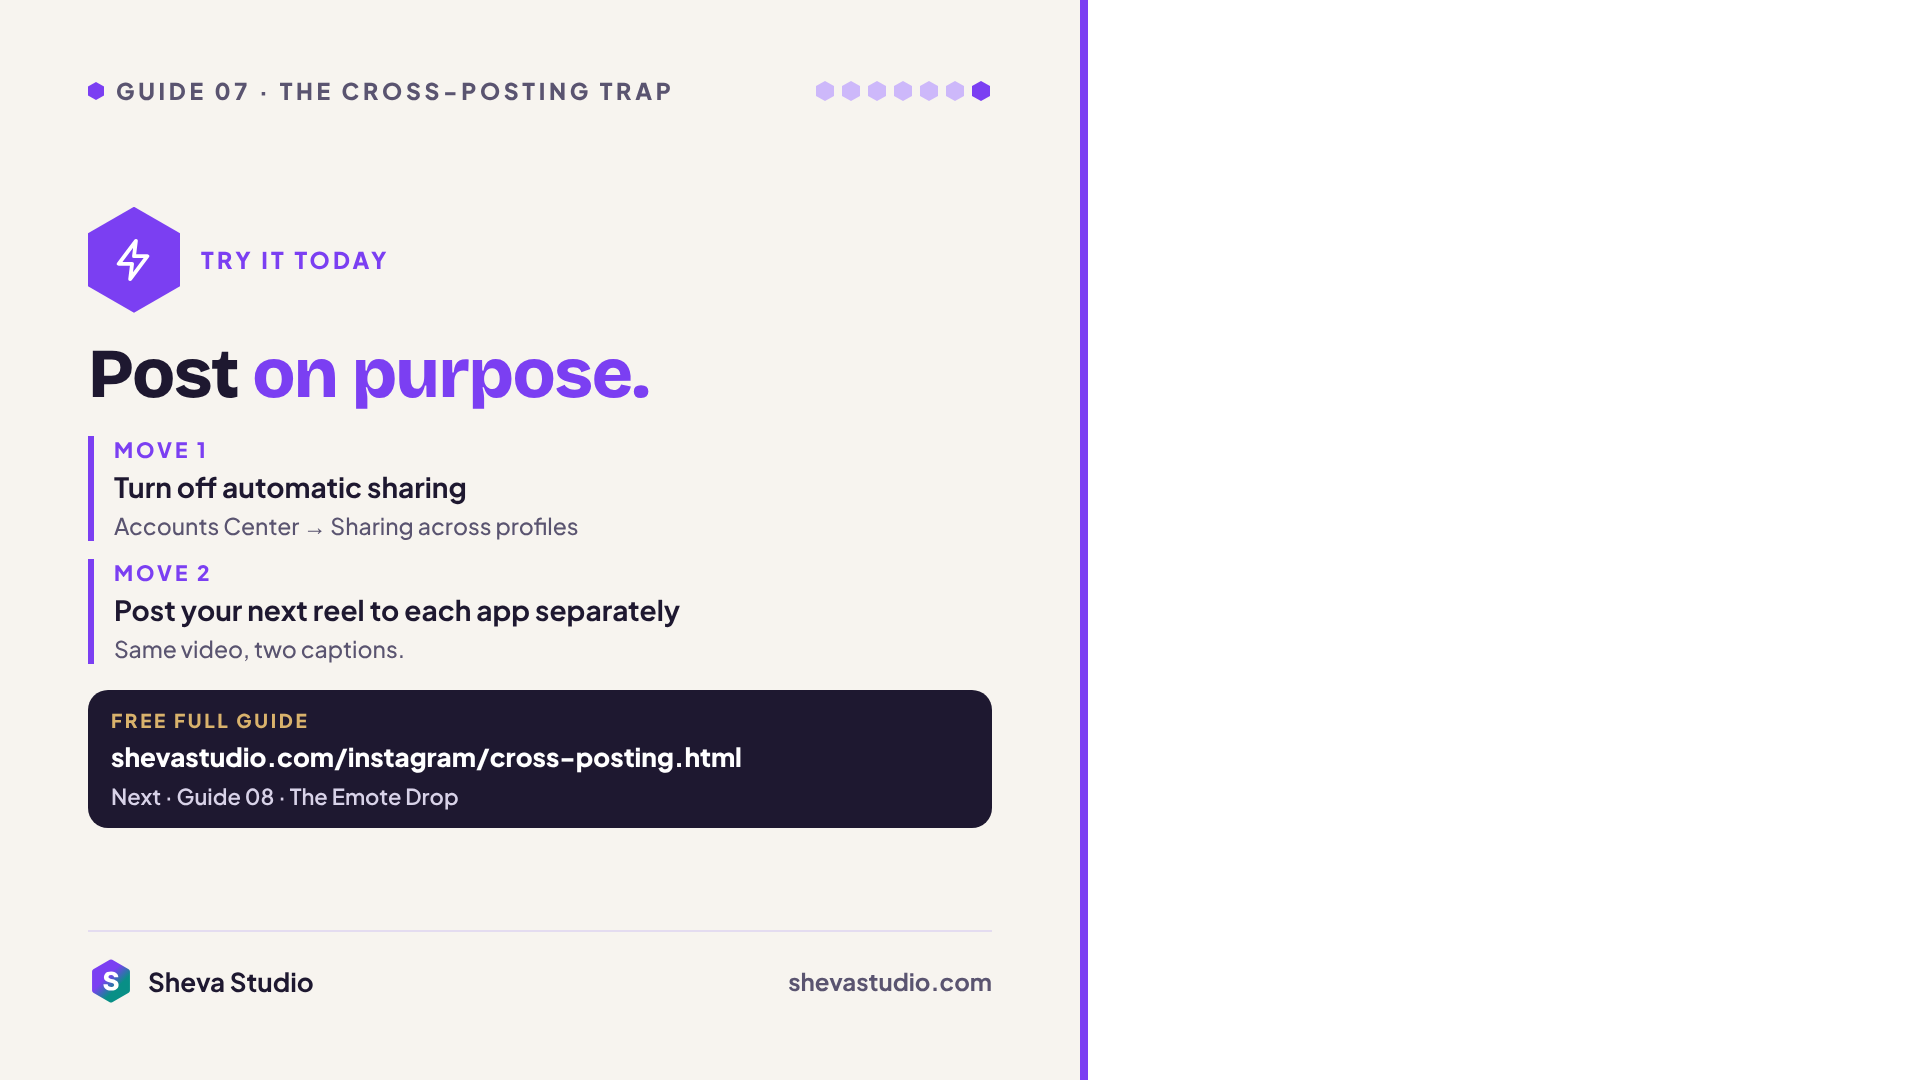 GUIDE 07 · THE CROSS-POSTING TRAP
TRY IT TODAY
Post on purpose.
MOVE 1
Turn off automatic sharing
Accounts Center → Sharing across profiles
MOVE 2
Post your next reel to each app separately
Same video, two captions.
FREE FULL GUIDE
shevastudio.com/instagram/cross-posting.html
Next · Guide 08 · The Emote Drop
S Sheva Studio
shevastudio.com